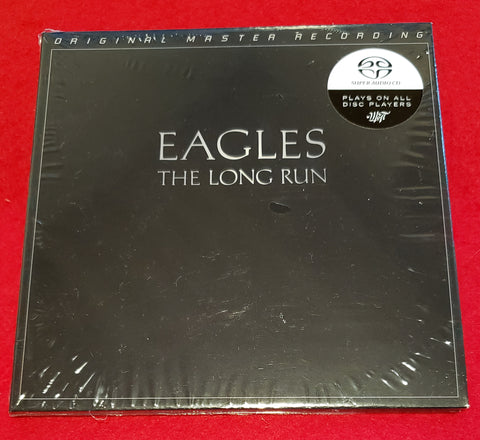 ORIGINAL MASTER RECORDING
SUPER AUDIO CD
PLAYS ON ALL
DISC PLAYERS
EAGLES
THE LONG RUN